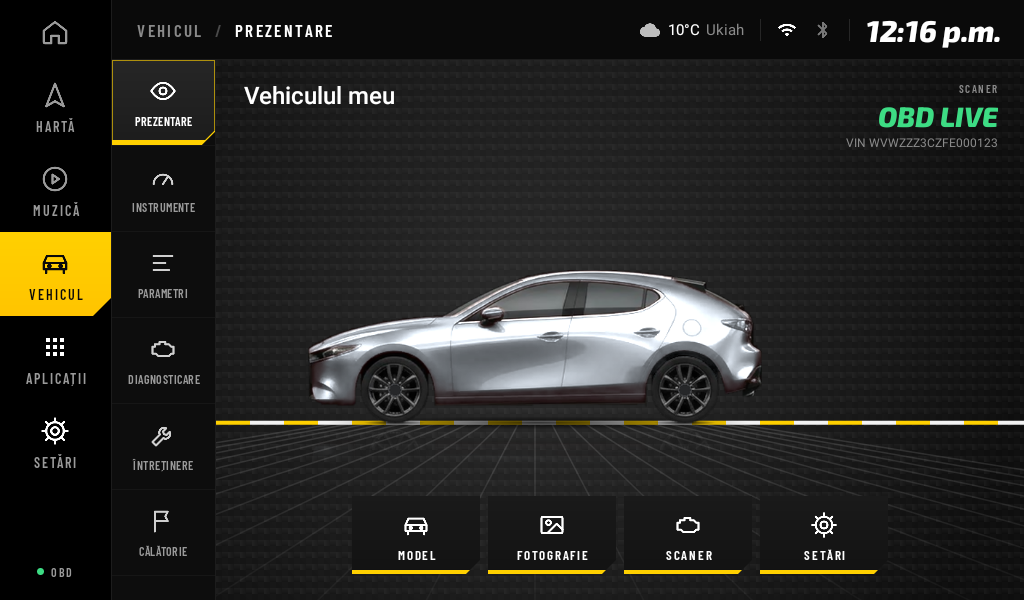 VEHICUL / PREZENTARE
10°C Ukiah
12:16 p.m.
HARTĂ
MUZICĂ
VEHICUL
APLICAȚII
SETĂRI
OBD
PREZENTARE
INSTRUMENTE
PARAMETRI
DIAGNOSTICARE
ÎNTREȚINERE
CĂLĂTORIE
Vehiculul meu
SCANER
OBD LIVE
VIN WVWZZZ3CZFE000123
MODEL
FOTOGRAFIE
SCANER
SETĂRI